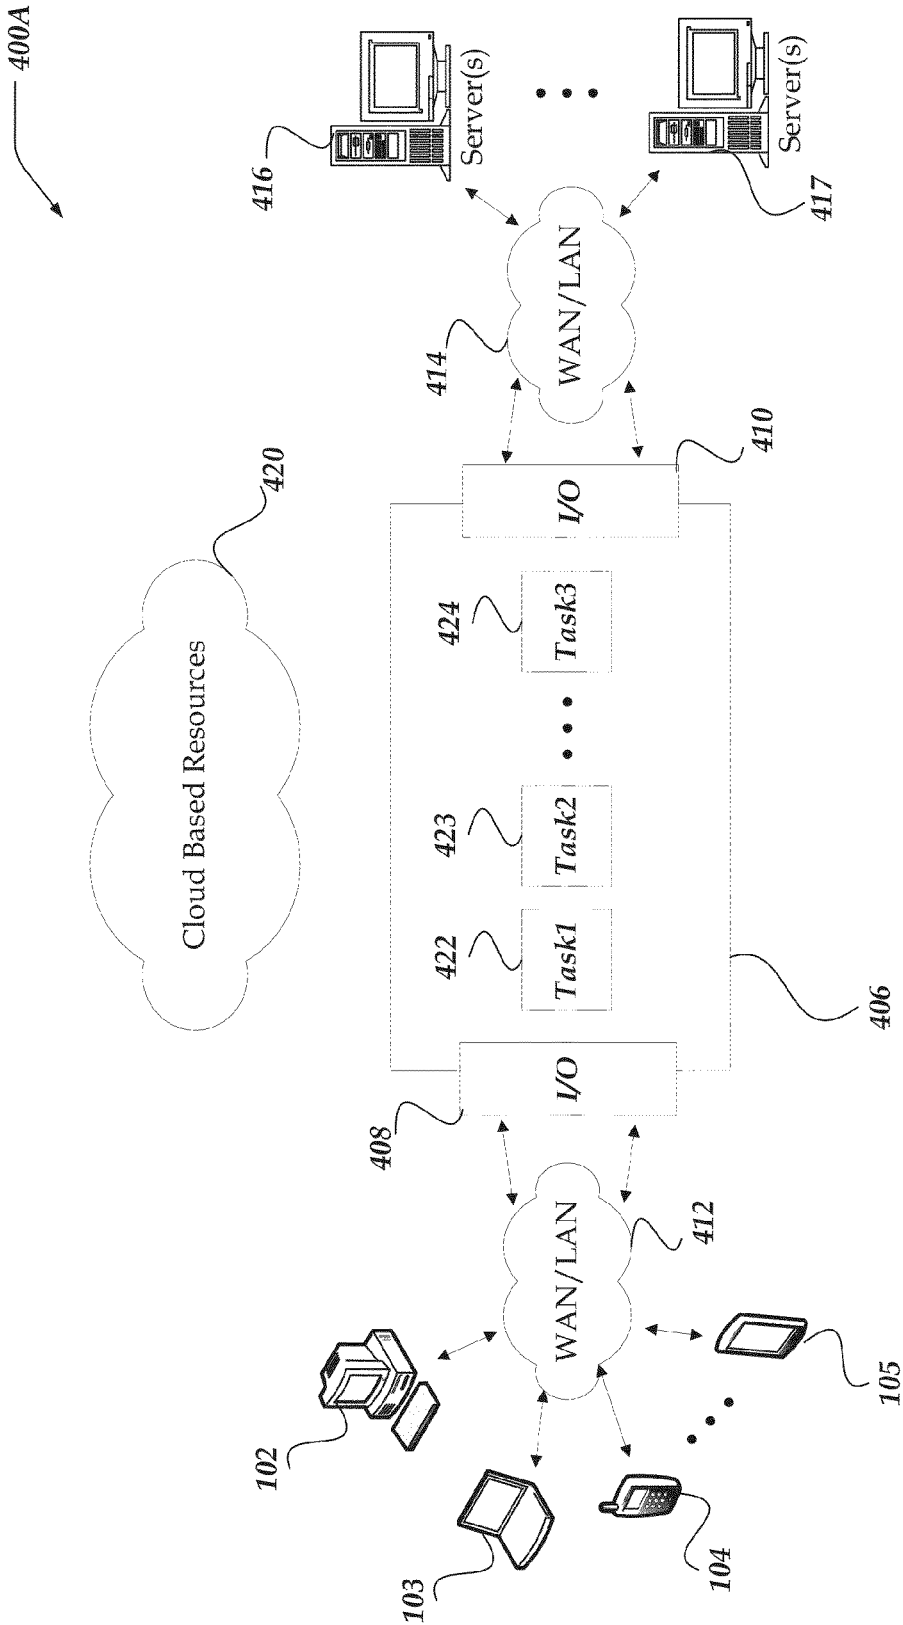 400A
Cloud Based Resources
420
102
103
104
105
WAN/LAN
412
408
I/O
422
Task1
423
Task2
424
Task3
406
I/O
410
414
WAN/LAN
416
Server(s)
417
Server(s)